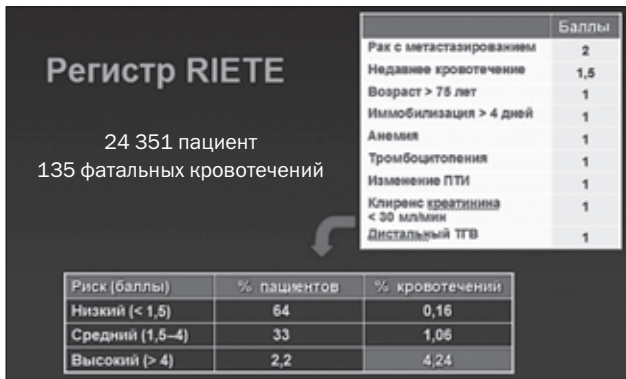 Регистр RIETE
24 351 пациент
135 фатальных кровотечений
Баллы
Рак с метастазированием 2
Недавнее кровотечение 1,5
Возраст > 75 лет 1
Иммобилизация > 4 дней 1
Анемия 1
Тромбоцитопения 1
Изменение ПТИ 1
Клиренс креатинина 1
< 30 мл/мин
Дистальный ТГВ 1
Риск (баллы) % пациентов % кровотечений
Низкий (< 1,5) 64 0,16
Средний (1,5–4) 33 1,06
Высокий (> 4) 2,2 4,24